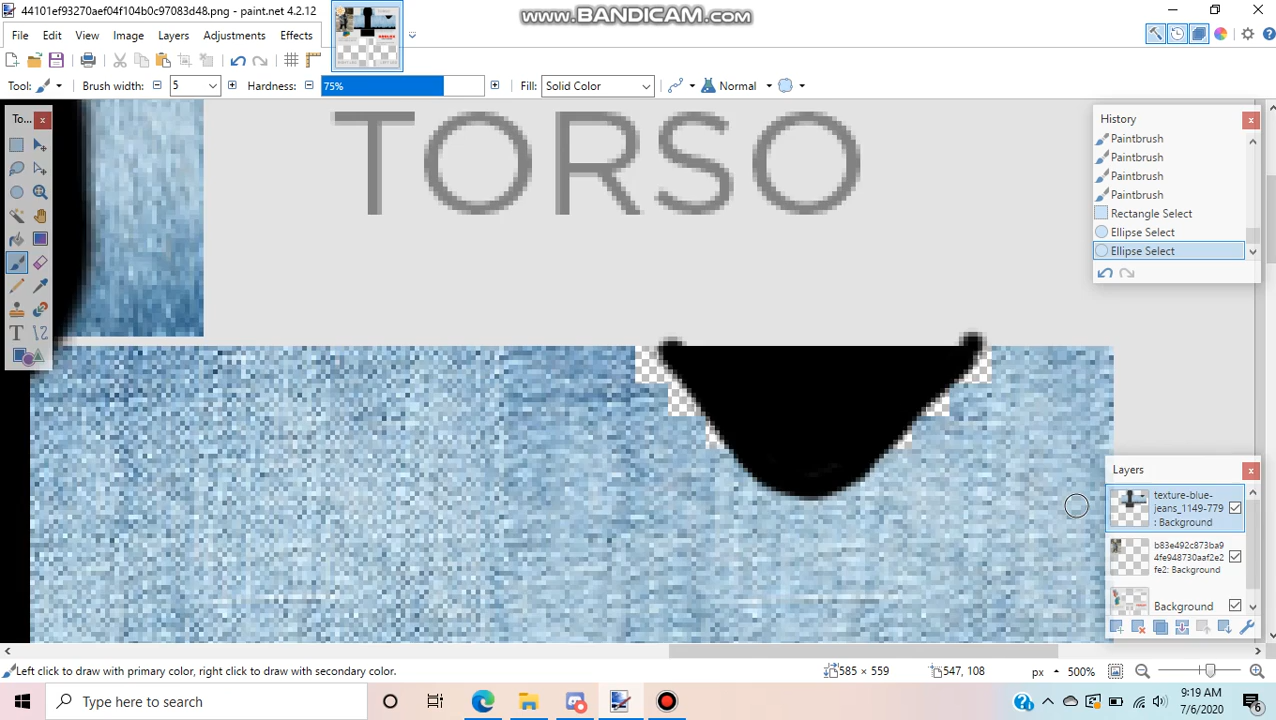 44101ef93270aef04f104b0c97083d48.png - paint.net 4.2.12
www.BANDICAM.com
File Edit View Image Layers Adjustments Effects
Tool: Brush width: 5 Hardness: 75% Fill: Solid Color Normal
To... x
TORSO
History x
Paintbrush
Paintbrush
Paintbrush
Paintbrush
Rectangle Select
Ellipse Select
Ellipse Select
Layers x
texture-blue-
jeans_1149-779
: Background
b83e492c873ba9
4fe948730aaf2e2
fe2: Background
Background
Left click to draw with primary color, right click to draw with secondary color.
585 × 559 547, 108 px 500%
Type here to search
9:19 AM
7/6/2020
6